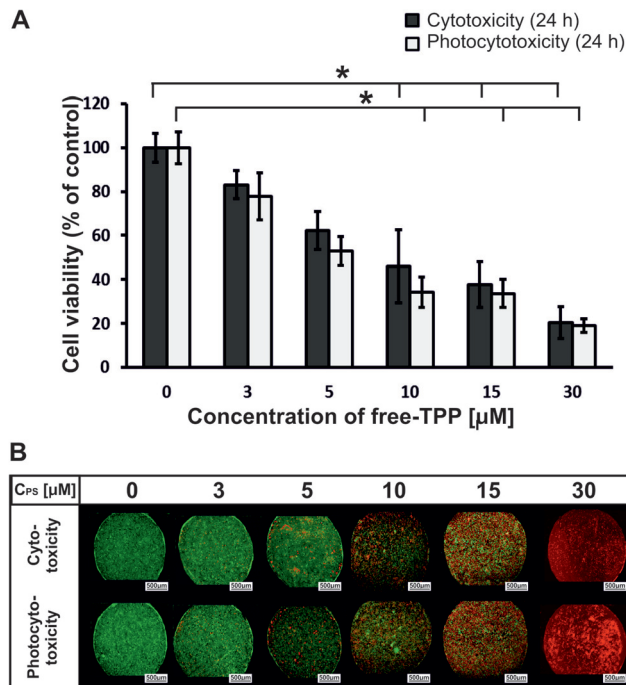 A
Cytotoxicity (24 h)
Photocytotoxicity (24 h)
*
*
120
100
80
60
40
20
0
Cell viability (% of control)
0 3 5 10 15 30
Concentration of free-TPP [µM]
B
CPS [µM] 0 3 5 10 15 30
Cyto-
toxicity
500µm 500µm 500µm 500µm 500µm 500µm
Photocyto-
toxicity
500µm 500µm 500µm 500µm 500µm 500µm